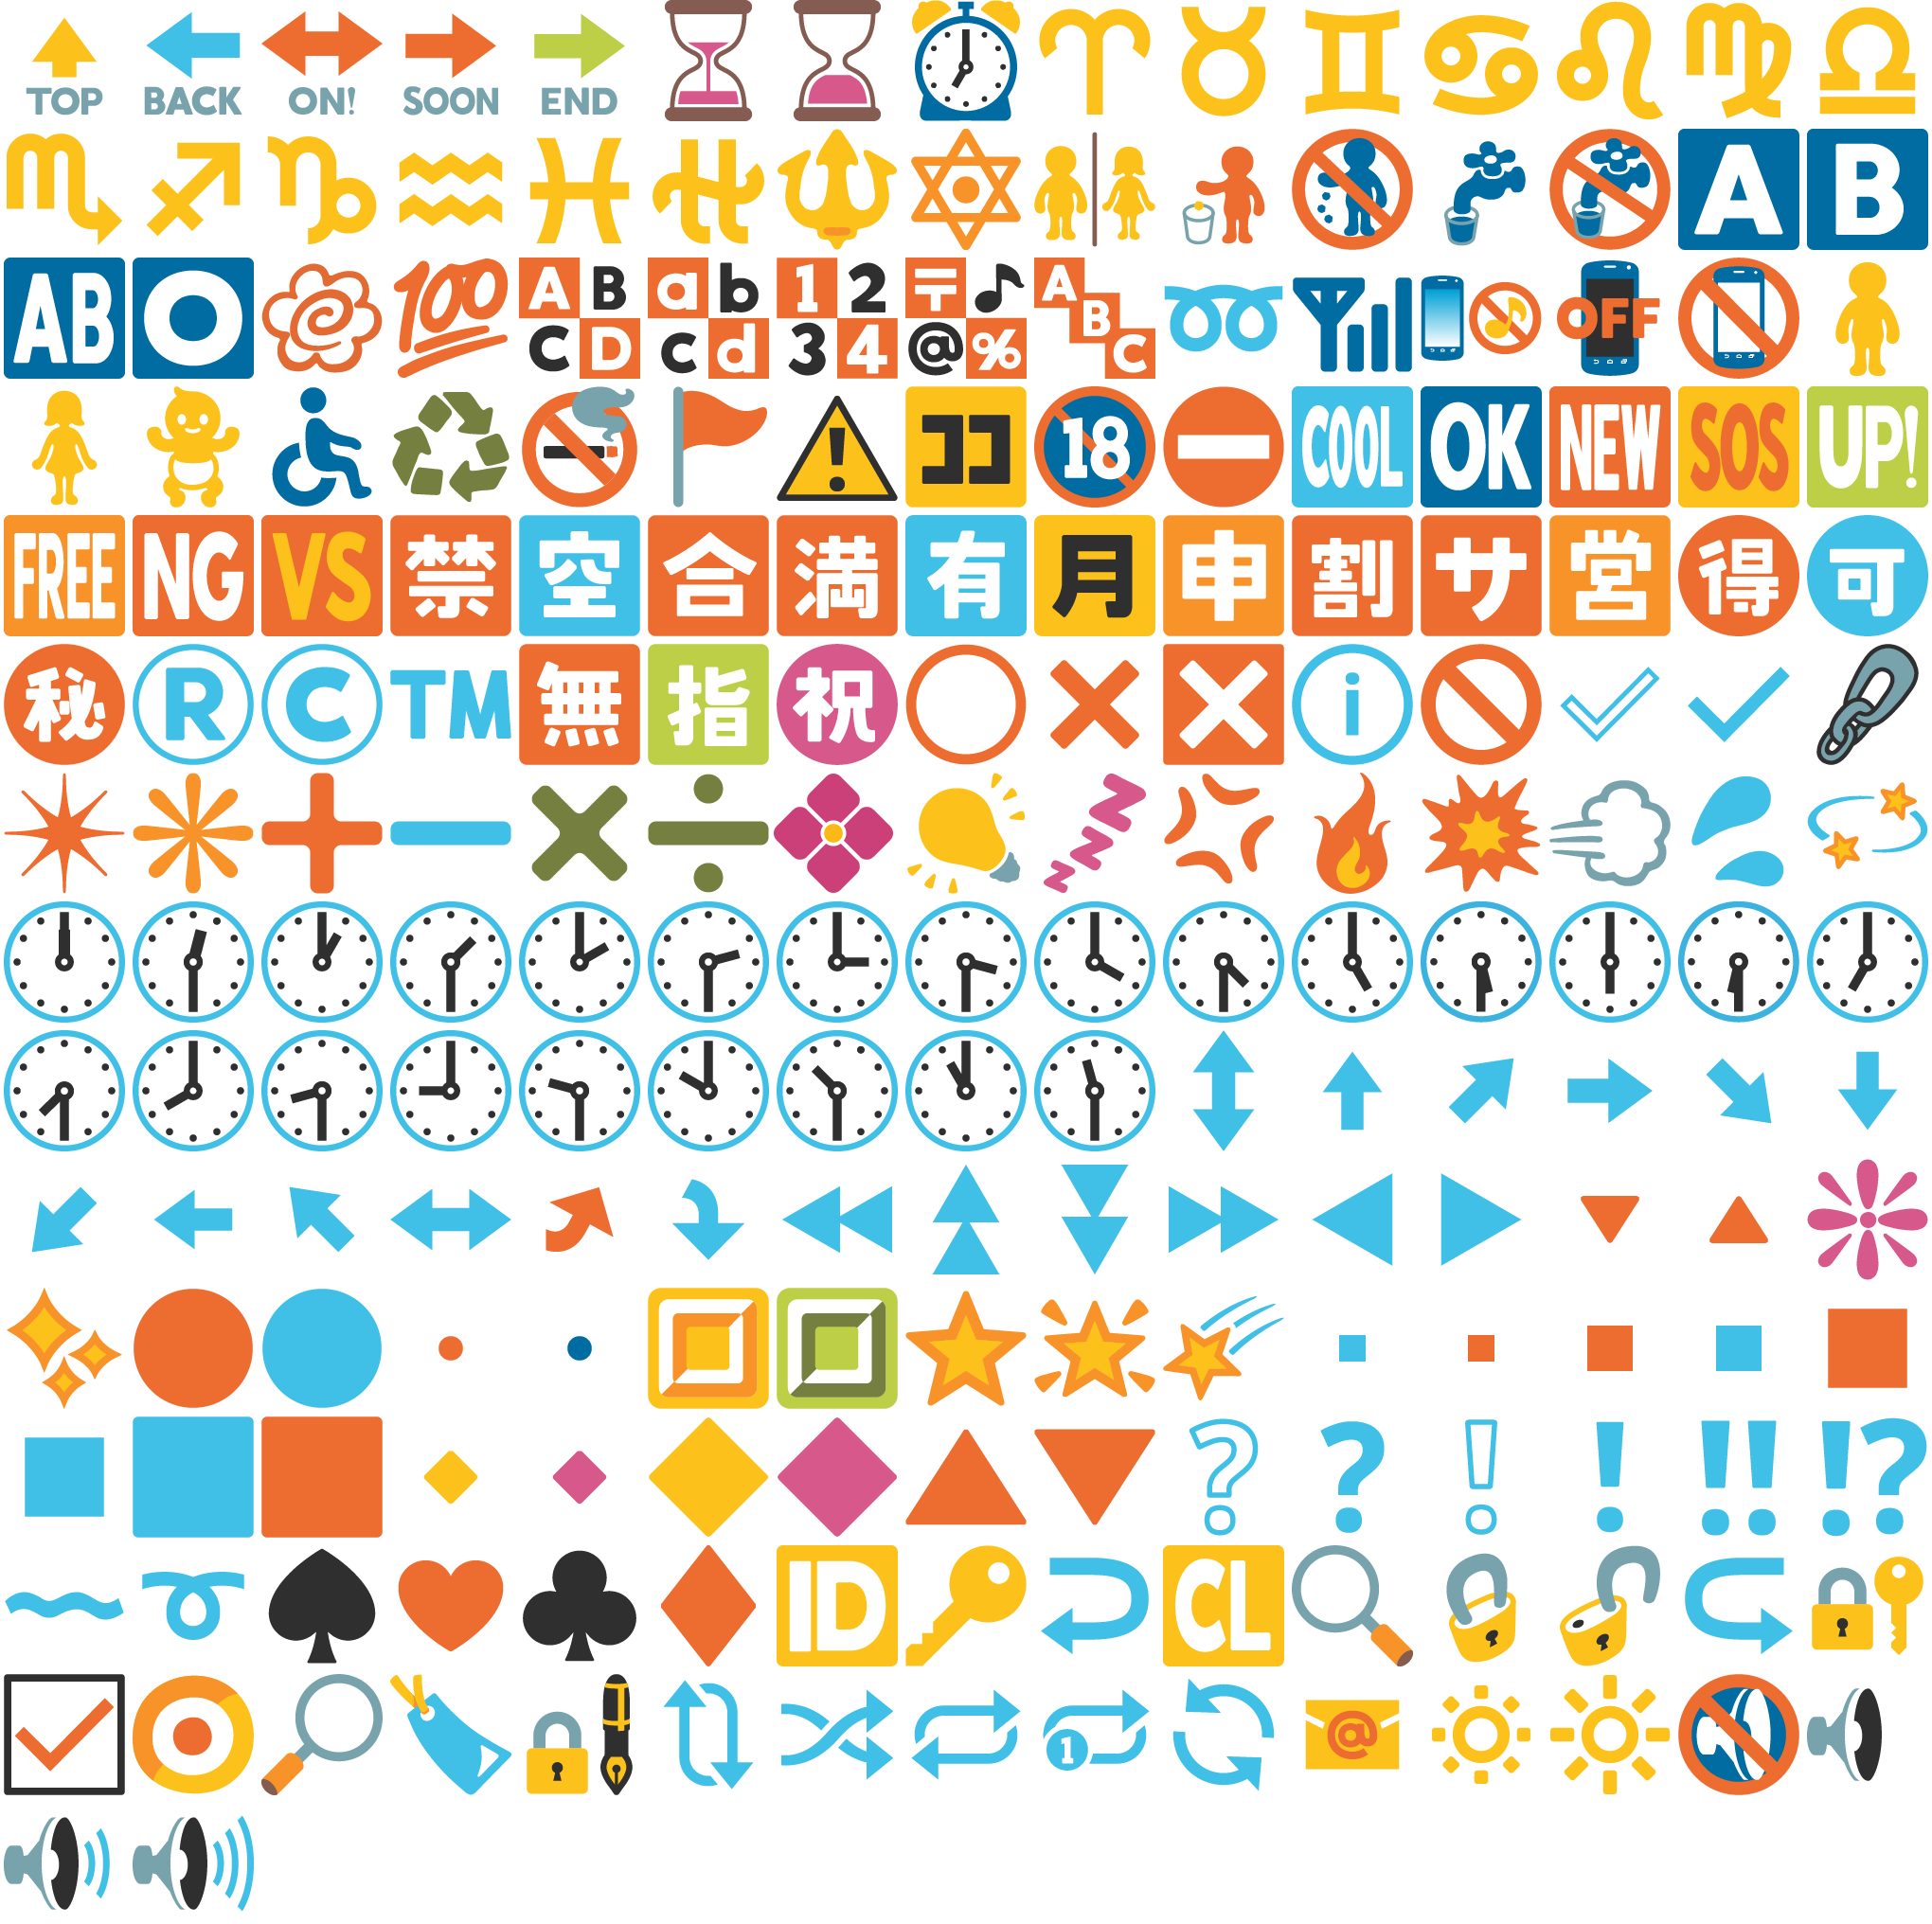 TOP BACK ON! SOON END
A B
AB O 100 A B C D a b c d 1 2 3 4 〒 ♪ @ % A B C OFF
18 COOL OK NEW SOS UP!
FREE NG VS 禁 空 合 満 有 月 申 割 サ 営 得 可
秘 R C TM 無 指 祝 i
? ? ! ! !! !?
ID CL
1 @